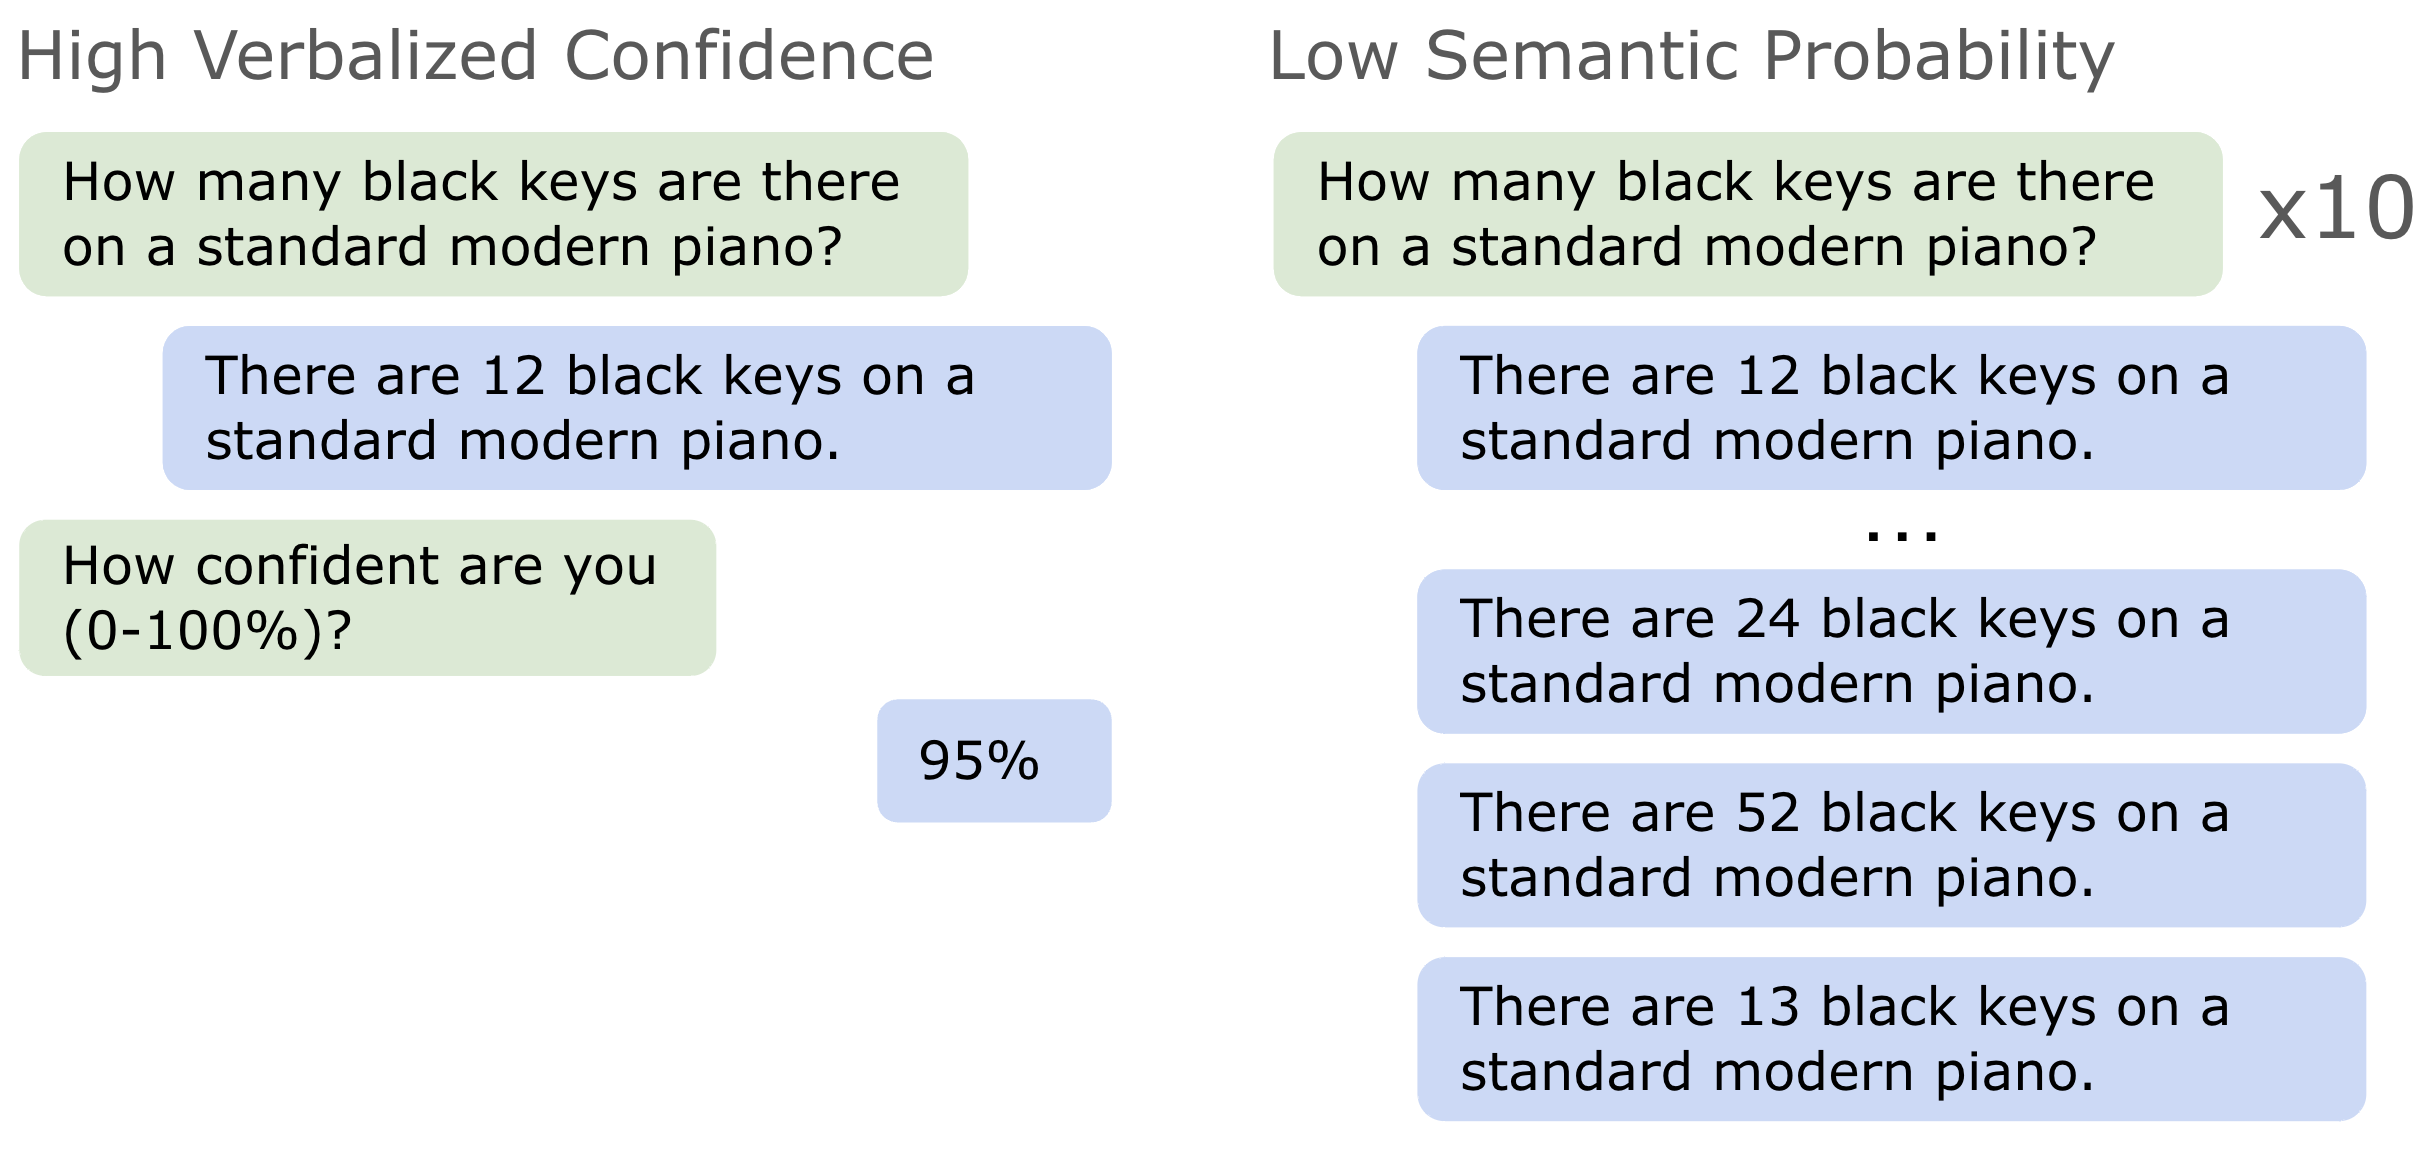 High Verbalized Confidence
How many black keys are there
on a standard modern piano?
There are 12 black keys on a
standard modern piano.
How confident are you
(0-100%)?
95%
Low Semantic Probability
How many black keys are there
on a standard modern piano?
x10
There are 12 black keys on a
standard modern piano.
...
There are 24 black keys on a
standard modern piano.
There are 52 black keys on a
standard modern piano.
There are 13 black keys on a
standard modern piano.